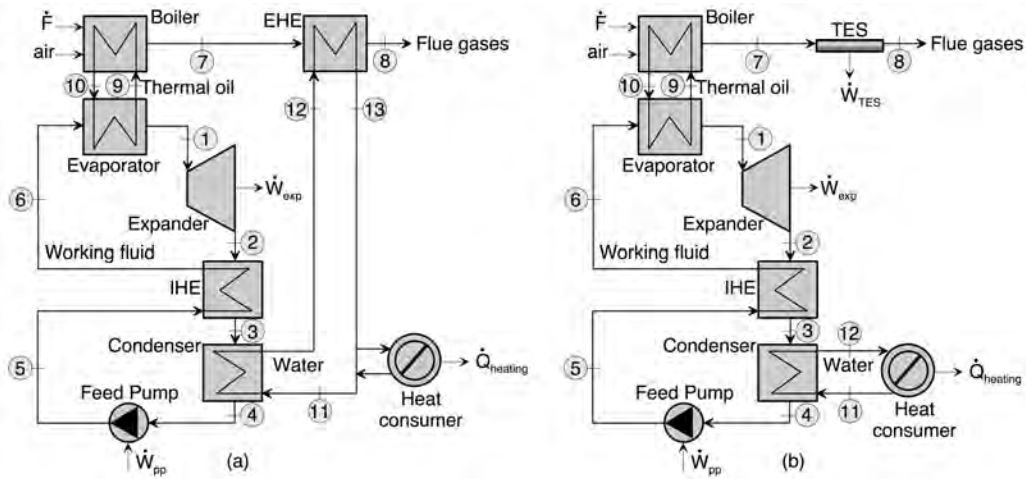 Ḟ
Boiler
EHE
air
7
8
Flue gases
10
9
Thermal oil
12
13
1
Evaporator
6
Ẇexp
Expander
2
Working fluid
IHE
3
Condenser
Water
5
Q̇heating
Feed Pump
4
11
Heat
consumer
Ẇpp
(a)
Ḟ
Boiler
TES
air
7
8
Flue gases
10
9
Thermal oil
ẆTES
1
Evaporator
6
Ẇexp
Expander
2
Working fluid
IHE
3
12
Condenser
Water
5
Q̇heating
Feed Pump
4
11
Heat
consumer
Ẇpp
(b)